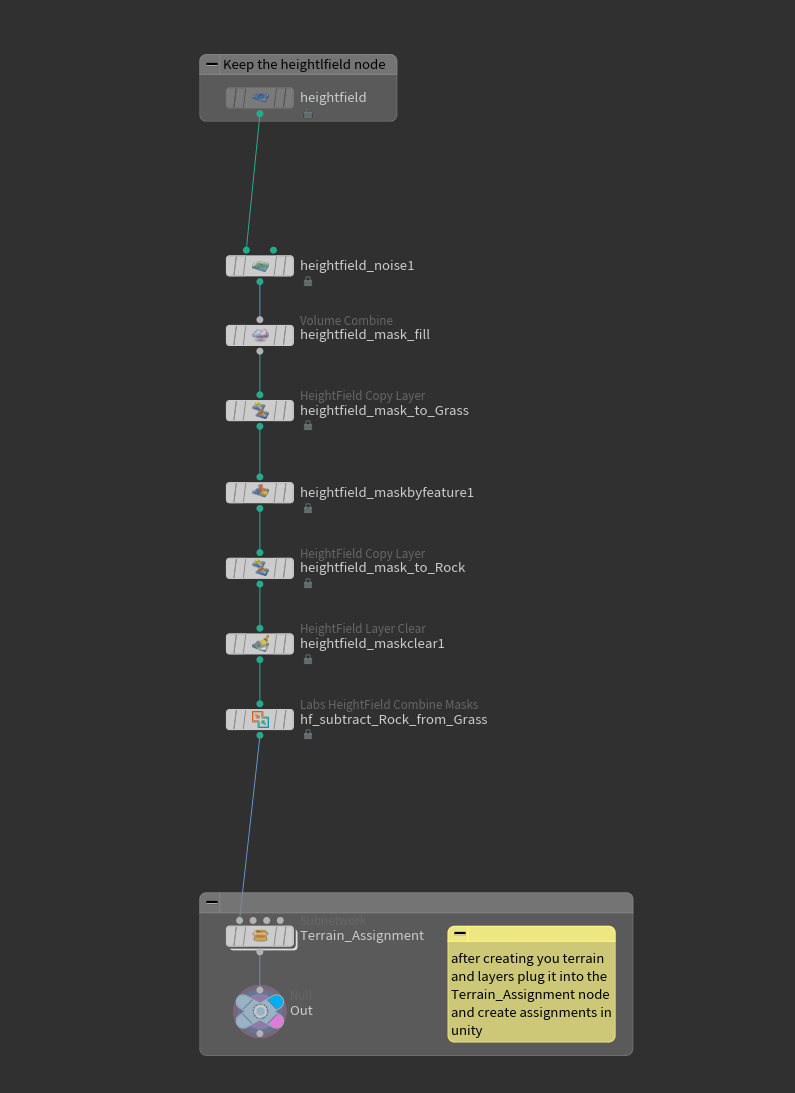 Keep the heightlfield node
heightfield
heightfield_noise1
Volume Combine
heightfield_mask_fill
HeightField Copy Layer
heightfield_mask_to_Grass
heightfield_maskbyfeature1
HeightField Copy Layer
heightfield_mask_to_Rock
HeightField Layer Clear
heightfield_maskclear1
Labs HeightField Combine Masks
hf_subtract_Rock_from_Grass
Subnetwork
Terrain_Assignment
Null
Out
after creating you terrain
and layers plug it into the
Terrain_Assignment node
and create assignments in
unity